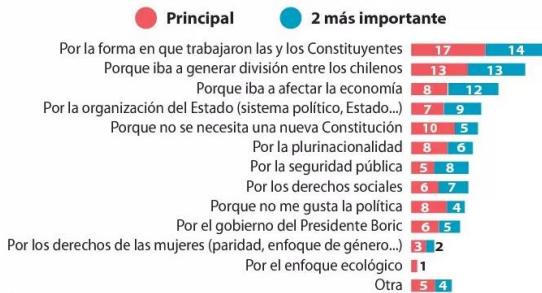 Principal 2 más importante
Por la forma en que trabajaron las y los Constituyentes 17 14
Porque iba a generar división entre los chilenos 13 13
Porque iba a afectar la economía 8 12
Por la organización del Estado (sistema político, Estado...) 7 9
Porque no se necesita una nueva Constitución 10 5
Por la plurinacionalidad 8 6
Por la seguridad pública 5 8
Por los derechos sociales 6 7
Porque no me gusta la política 8 4
Por el gobierno del Presidente Boric 6 5
Por los derechos de las mujeres (paridad, enfoque de género...) 3 2
Por el enfoque ecológico 1
Otra 5 4